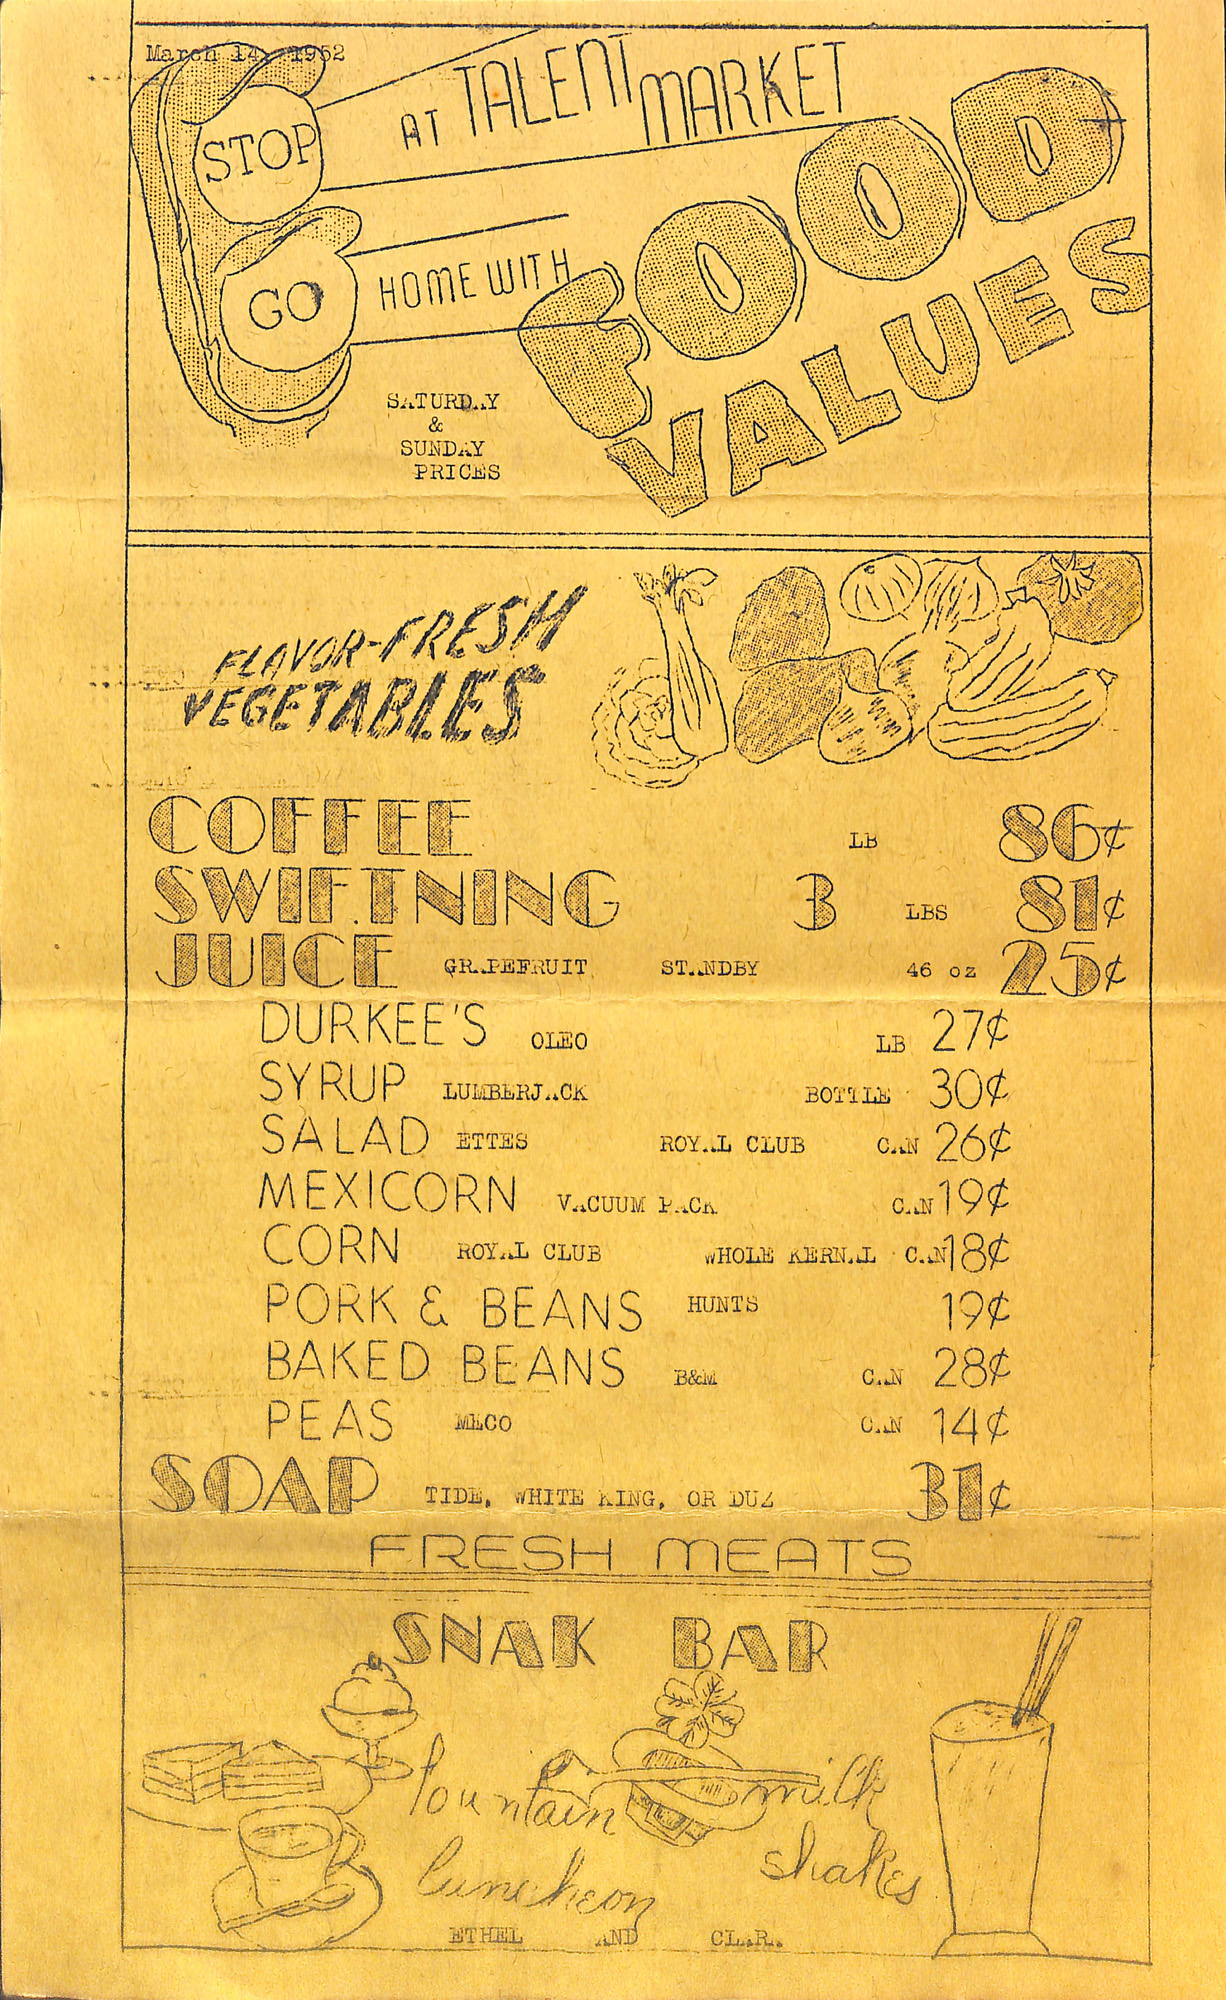 March 14, 1952
STOP
AT TALENT MARKET
GO
HOME WITH
FOOD
VALUES
SATURDAY
&
SUNDAY
PRICES
FLAVOR-FRESH
VEGETABLES
COFFEE LB 86¢
SWIFTNING 3 LBS 81¢
JUICE GRAPEFRUIT STANDBY 46 oz 25¢
DURKEE'S OLEO LB 27¢
SYRUP LUMBERJACK BOTTLE 30¢
SALAD ETTES ROYAL CLUB CAN 26¢
MEXICORN VACUUM PACK CAN 19¢
CORN ROYAL CLUB WHOLE KERNAL CAN 18¢
PORK & BEANS HUNTS 19¢
BAKED BEANS B&M CAN 28¢
PEAS MECO CAN 14¢
SOAP TIDE, WHITE KING, OR DUZ 31¢
FRESH MEATS
SNAK BAR
fountain
milk
shakes
luncheon
ETHEL AND CLARA